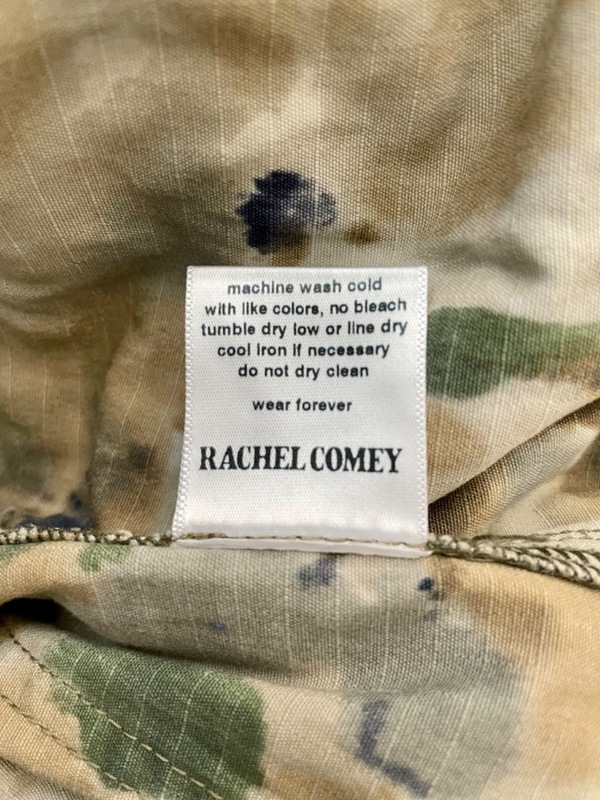 machine wash cold
with like colors, no bleach
tumble dry low or line dry
cool iron if necessary
do not dry clean
wear forever
RACHEL COMEY